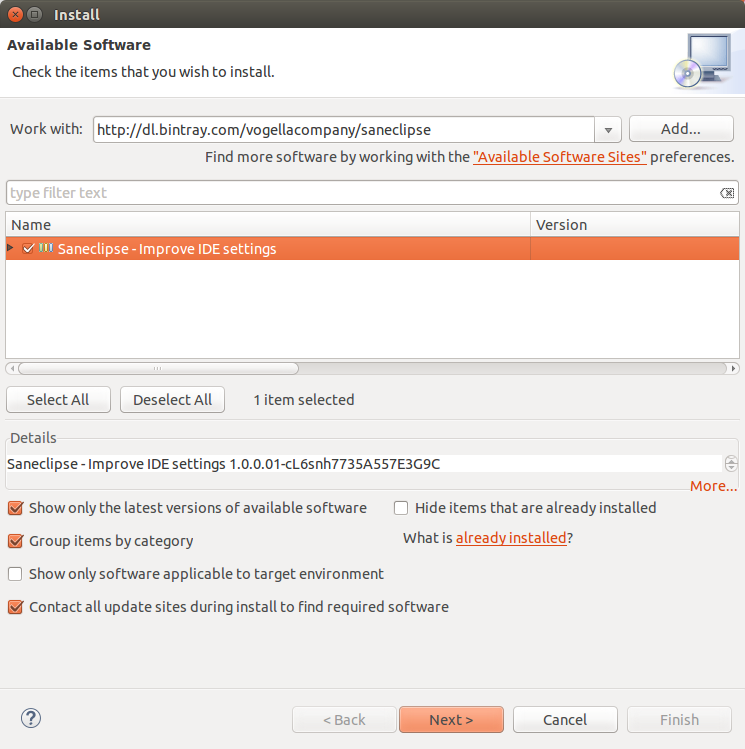 Install
Available Software
Check the items that you wish to install.
Work with: http://dl.bintray.com/vogellacompany/saneclipse Add...
Find more software by working with the "Available Software Sites" preferences.
type filter text
Name Version
Saneclipse - Improve IDE settings
Select All Deselect All 1 item selected
Details
Saneclipse - Improve IDE settings 1.0.0.01-cL6snh7735A557E3G9C
More...
Show only the latest versions of available software Hide items that are already installed
Group items by category What is already installed?
Show only software applicable to target environment
Contact all update sites during install to find required software
? < Back Next > Cancel Finish